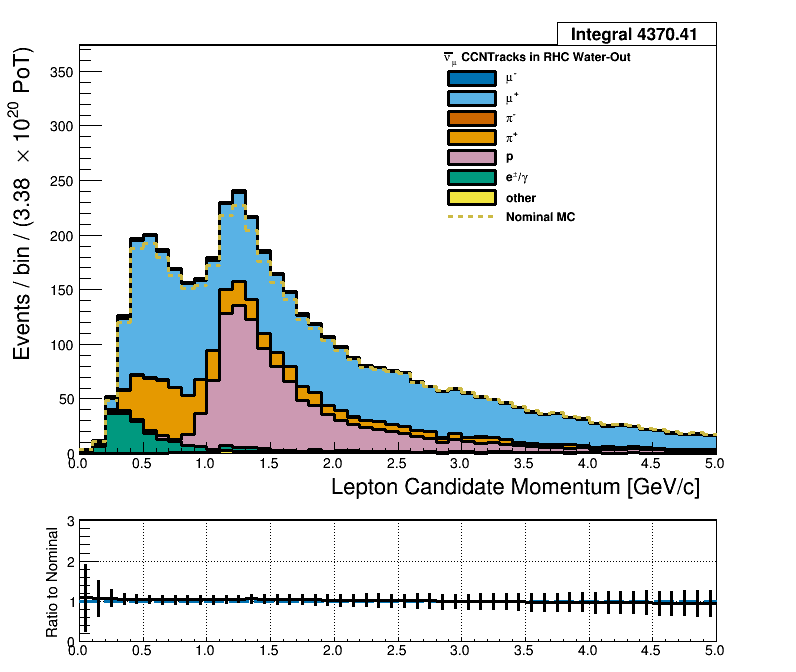 Integral 4370.41
ν̅μ CCNTracks in RHC Water-Out
μ-
μ+
π-
π+
p
e±/γ
other
Nominal MC
Events / bin / (3.38 × 10^20 PoT)
350
300
250
200
150
100
50
0
0.0 0.5 1.0 1.5 2.0 2.5 3.0 3.5 4.0 4.5 5.0
Lepton Candidate Momentum [GeV/c]
Ratio to Nominal
3
2
1
0
0.0 0.5 1.0 1.5 2.0 2.5 3.0 3.5 4.0 4.5 5.0